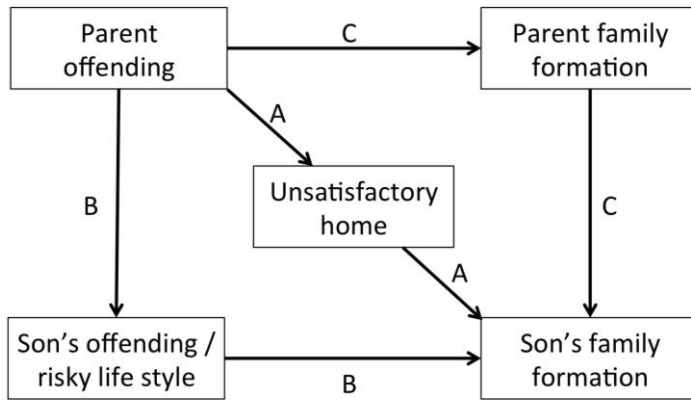 Parent
offending
C
Parent family
formation
A
B
Unsatisfactory
home
C
A
Son's offending /
risky life style
B
Son's family
formation